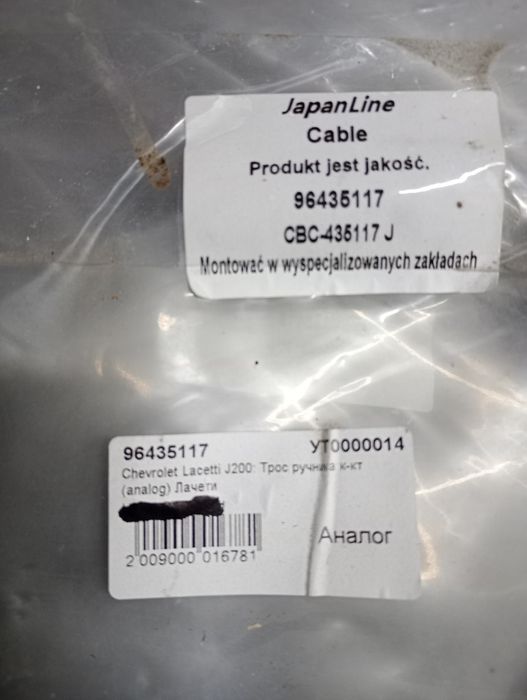 JapanLine
Cable
Produkt jest jakość.
96435117
CBC-435117 J
Montować w wyspecjalizowanych zakładach
96435117 УТ0000014
Chevrolet Lacetti J200: Трос ручника к-кт
(analog) Лачети
Аналог
2 009000 016781